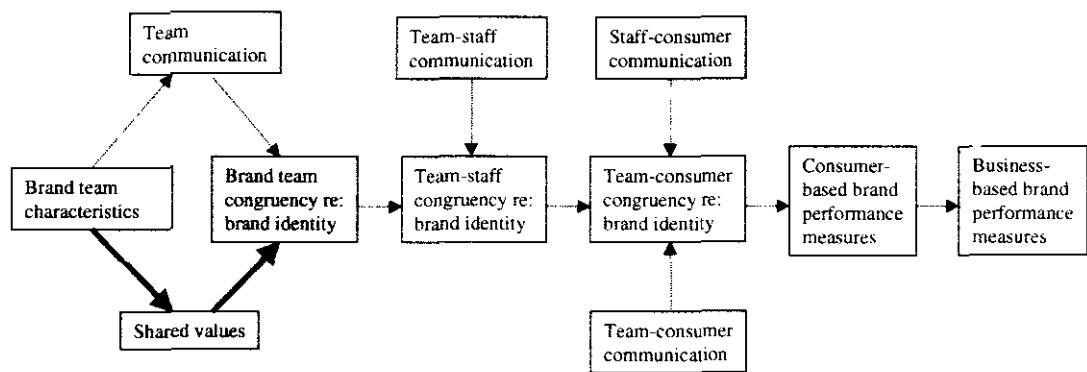 Team
communication
Team-staff
communication
Staff-consumer
communication
Brand team
characteristics
Brand team
congruency re:
brand identity
Team-staff
congruency re:
brand identity
Team-consumer
congruency re:
brand identity
Consumer-
based brand
performance
measures
Business-
based brand
performance
measures
Shared values
Team-consumer
communication